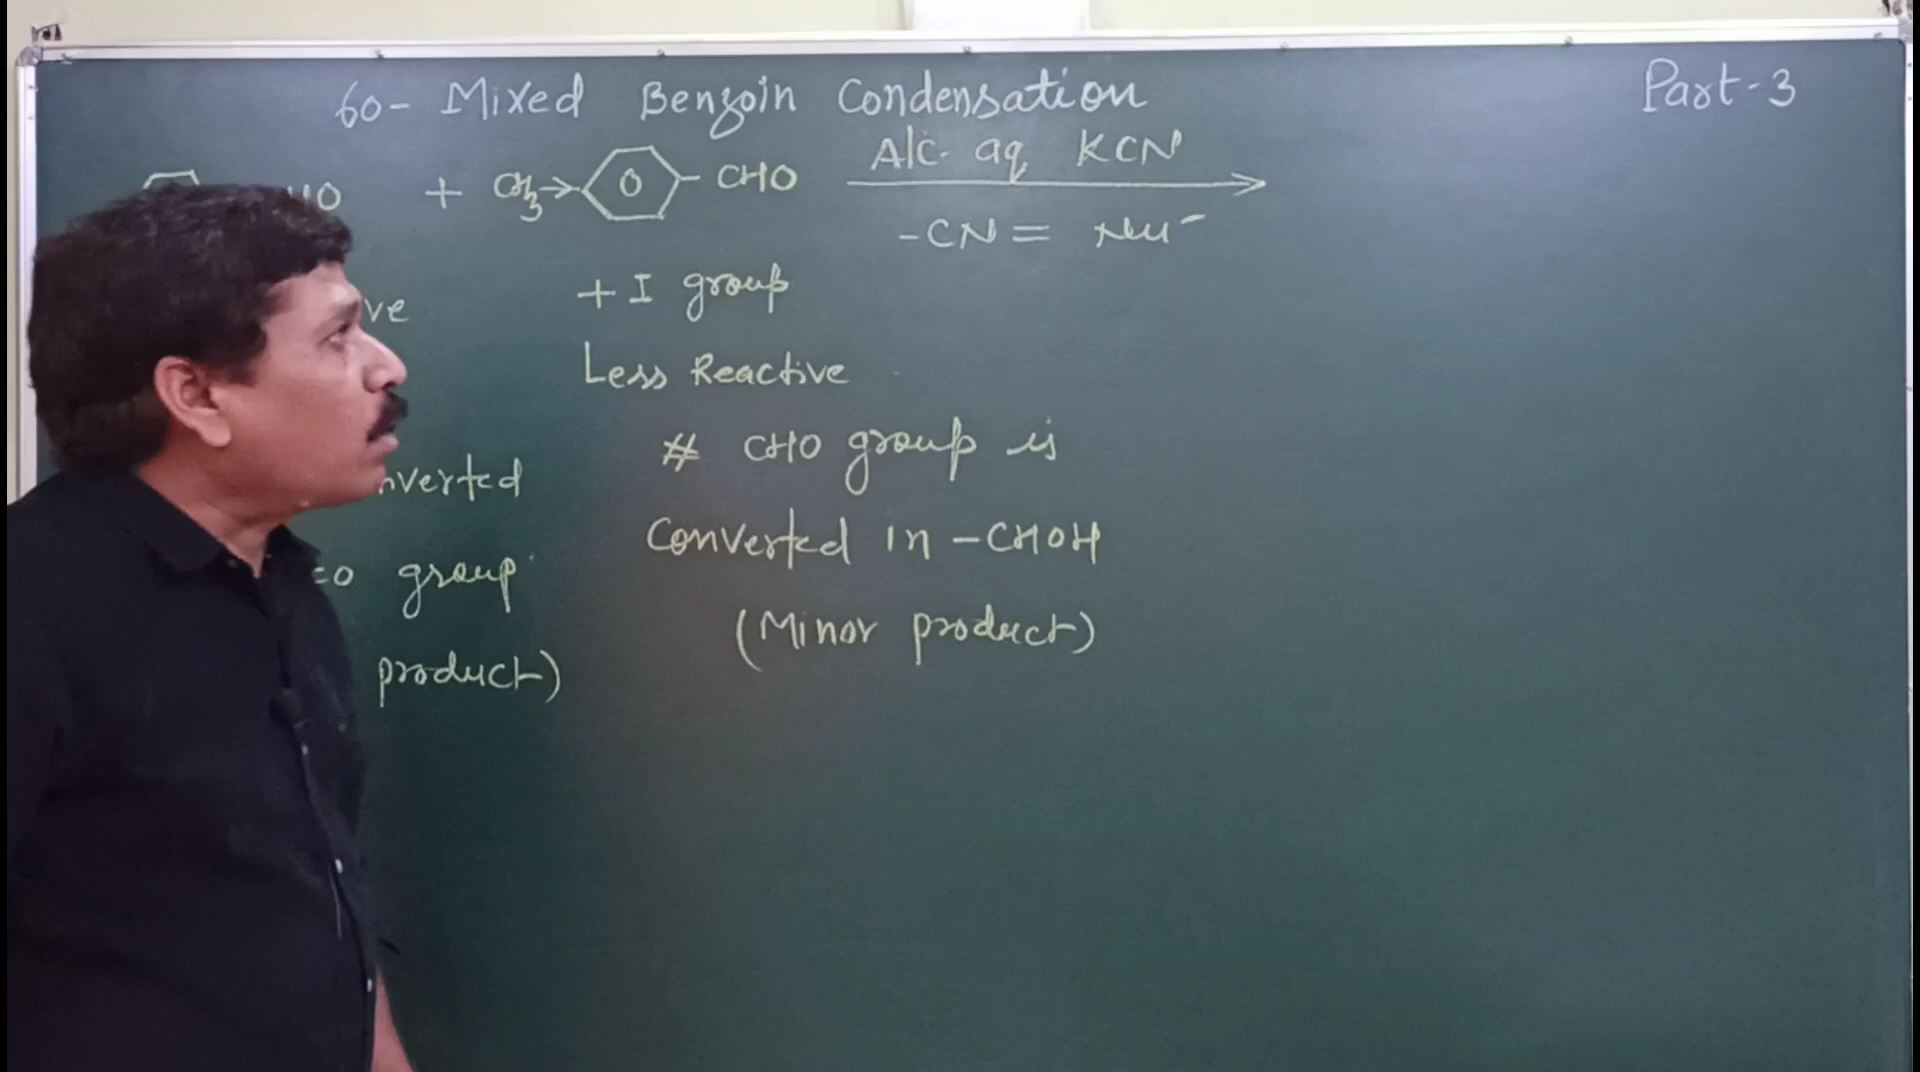 60- Mixed Benzoin Condensation
Part-3
HO + CH3→ O -CHO Alc. aq KCN
-CN = Nu⁻
ve +I group
Less Reactive
# CHO group is
nverted Converted in -CHOH
=O group (Minor product)
product)